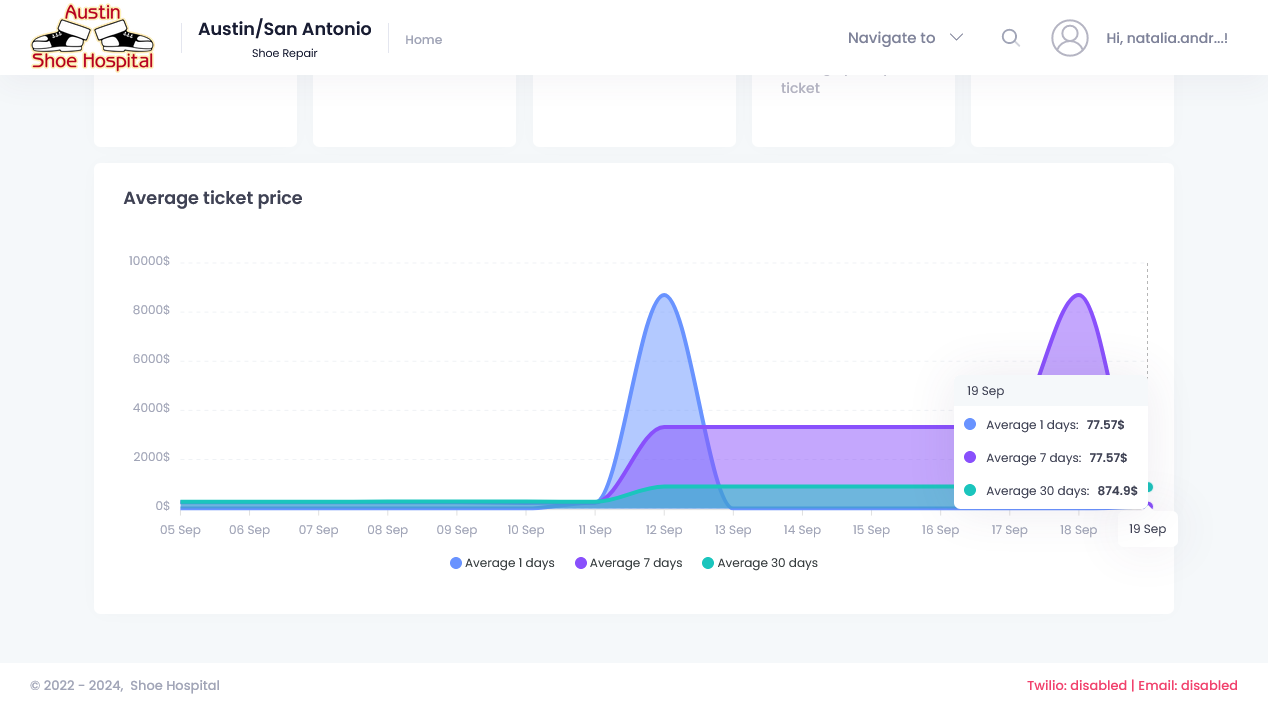 Austin
Shoe Hospital
Austin/San Antonio
Shoe Repair
Home
Navigate to
Hi, natalia.andr...!
ticket
Average ticket price
10000$
8000$
6000$
4000$
2000$
0$
19 Sep
Average 1 days: 77.57$
Average 7 days: 77.57$
Average 30 days: 874.9$
05 Sep 06 Sep 07 Sep 08 Sep 09 Sep 10 Sep 11 Sep 12 Sep 13 Sep 14 Sep 15 Sep 16 Sep 17 Sep 18 Sep 19 Sep
Average 1 days Average 7 days Average 30 days
© 2022 - 2024, Shoe Hospital
Twilio: disabled | Email: disabled